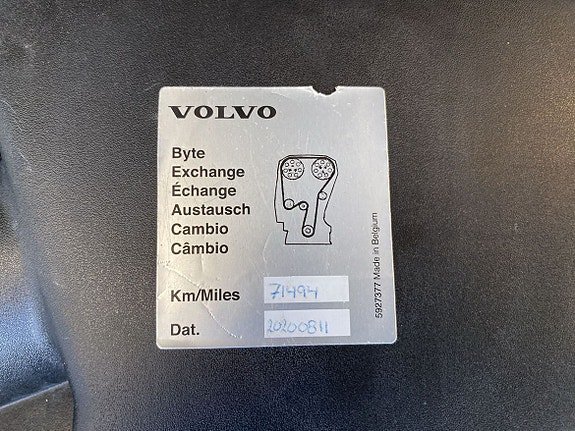 VOLVO
Byte
Exchange
Échange
Austausch
Cambio
Câmbio
Km/Miles 71494
Dat. 20200811
5927377 Made in Belgium